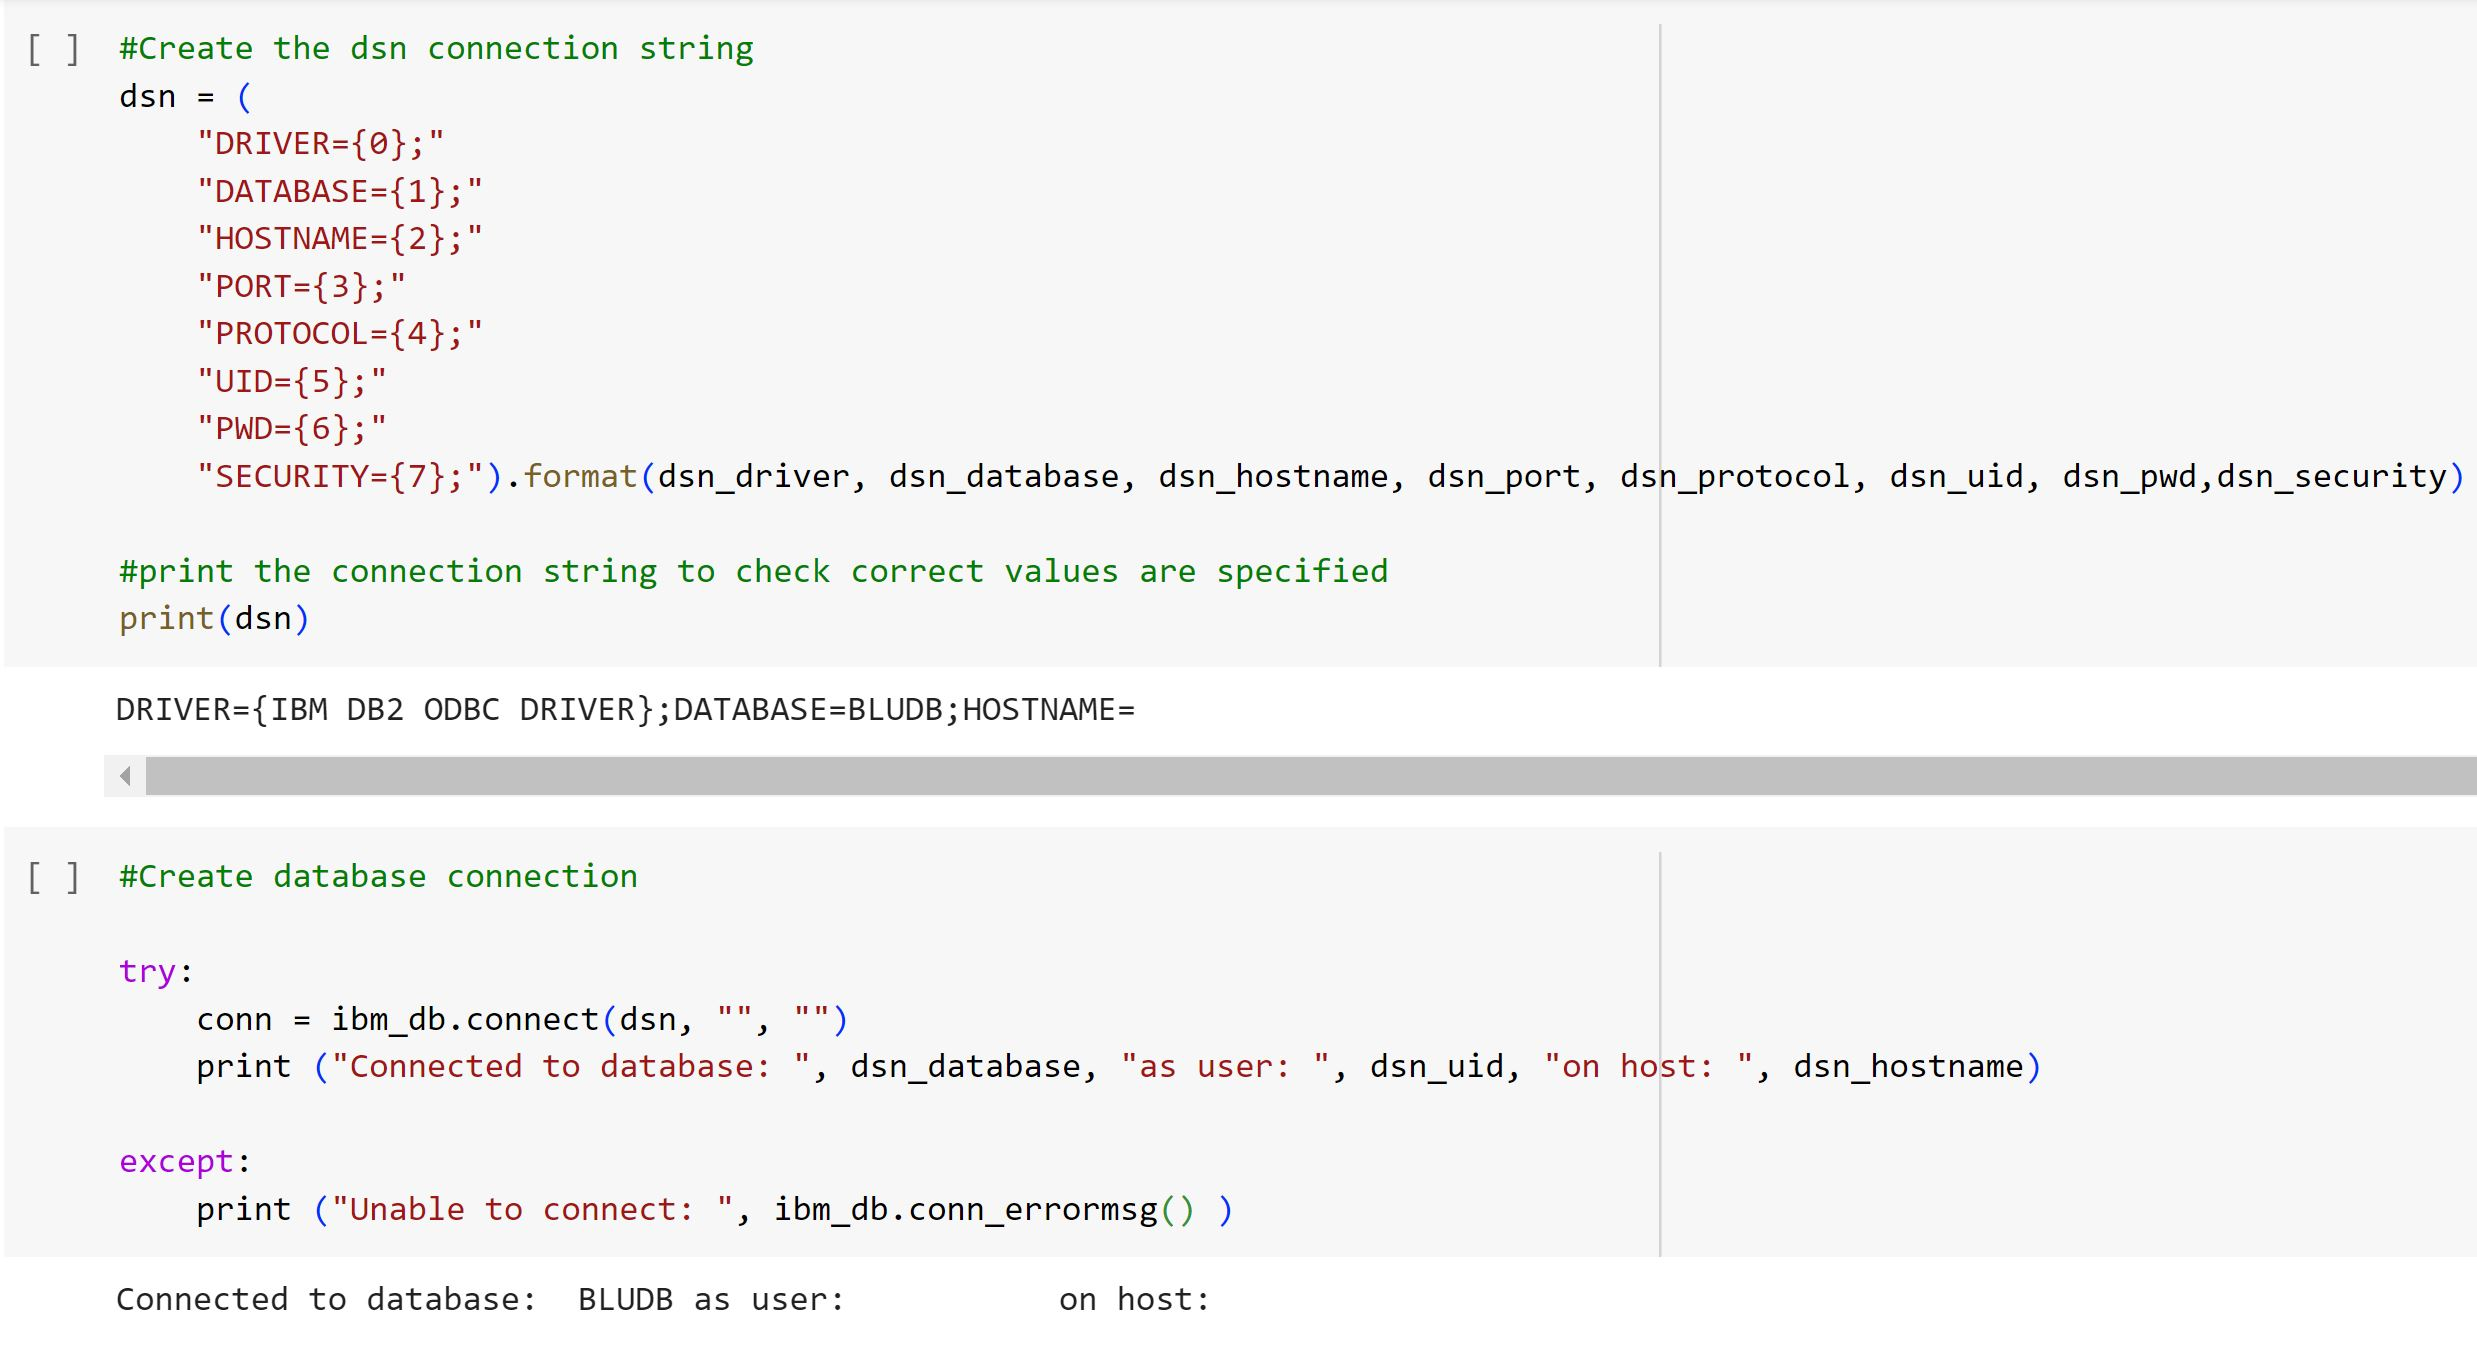 [ ] #Create the dsn connection string
dsn = (
    "DRIVER={0};"
    "DATABASE={1};"
    "HOSTNAME={2};"
    "PORT={3};"
    "PROTOCOL={4};"
    "UID={5};"
    "PWD={6};"
    "SECURITY={7};").format(dsn_driver, dsn_database, dsn_hostname, dsn_port, dsn_protocol, dsn_uid, dsn_pwd,dsn_security)
#print the connection string to check correct values are specified
print(dsn)
DRIVER={IBM DB2 ODBC DRIVER};DATABASE=BLUDB;HOSTNAME=
[ ] #Create database connection
try:
    conn = ibm_db.connect(dsn, "", "")
    print ("Connected to database: ", dsn_database, "as user: ", dsn_uid, "on host: ", dsn_hostname)
except:
    print ("Unable to connect: ", ibm_db.conn_errormsg() )
Connected to database:  BLUDB as user:           on host: